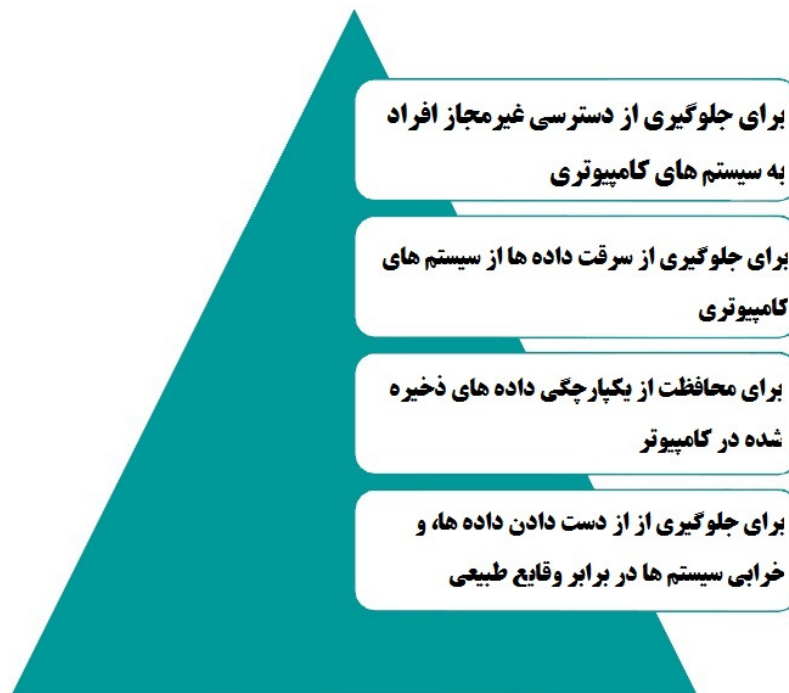 برای جلوگیری از دسترسی غیرمجاز افراد
به سیستم های کامپیوتری
برای جلوگیری از سرقت داده ها از سیستم های
کامپیوتری
برای محافظت از یکپارچگی داده های ذخیره
شده در کامپیوتر
برای جلوگیری از از دست دادن داده ها، و
خرابی سیستم ها در برابر وقایع طبیعی